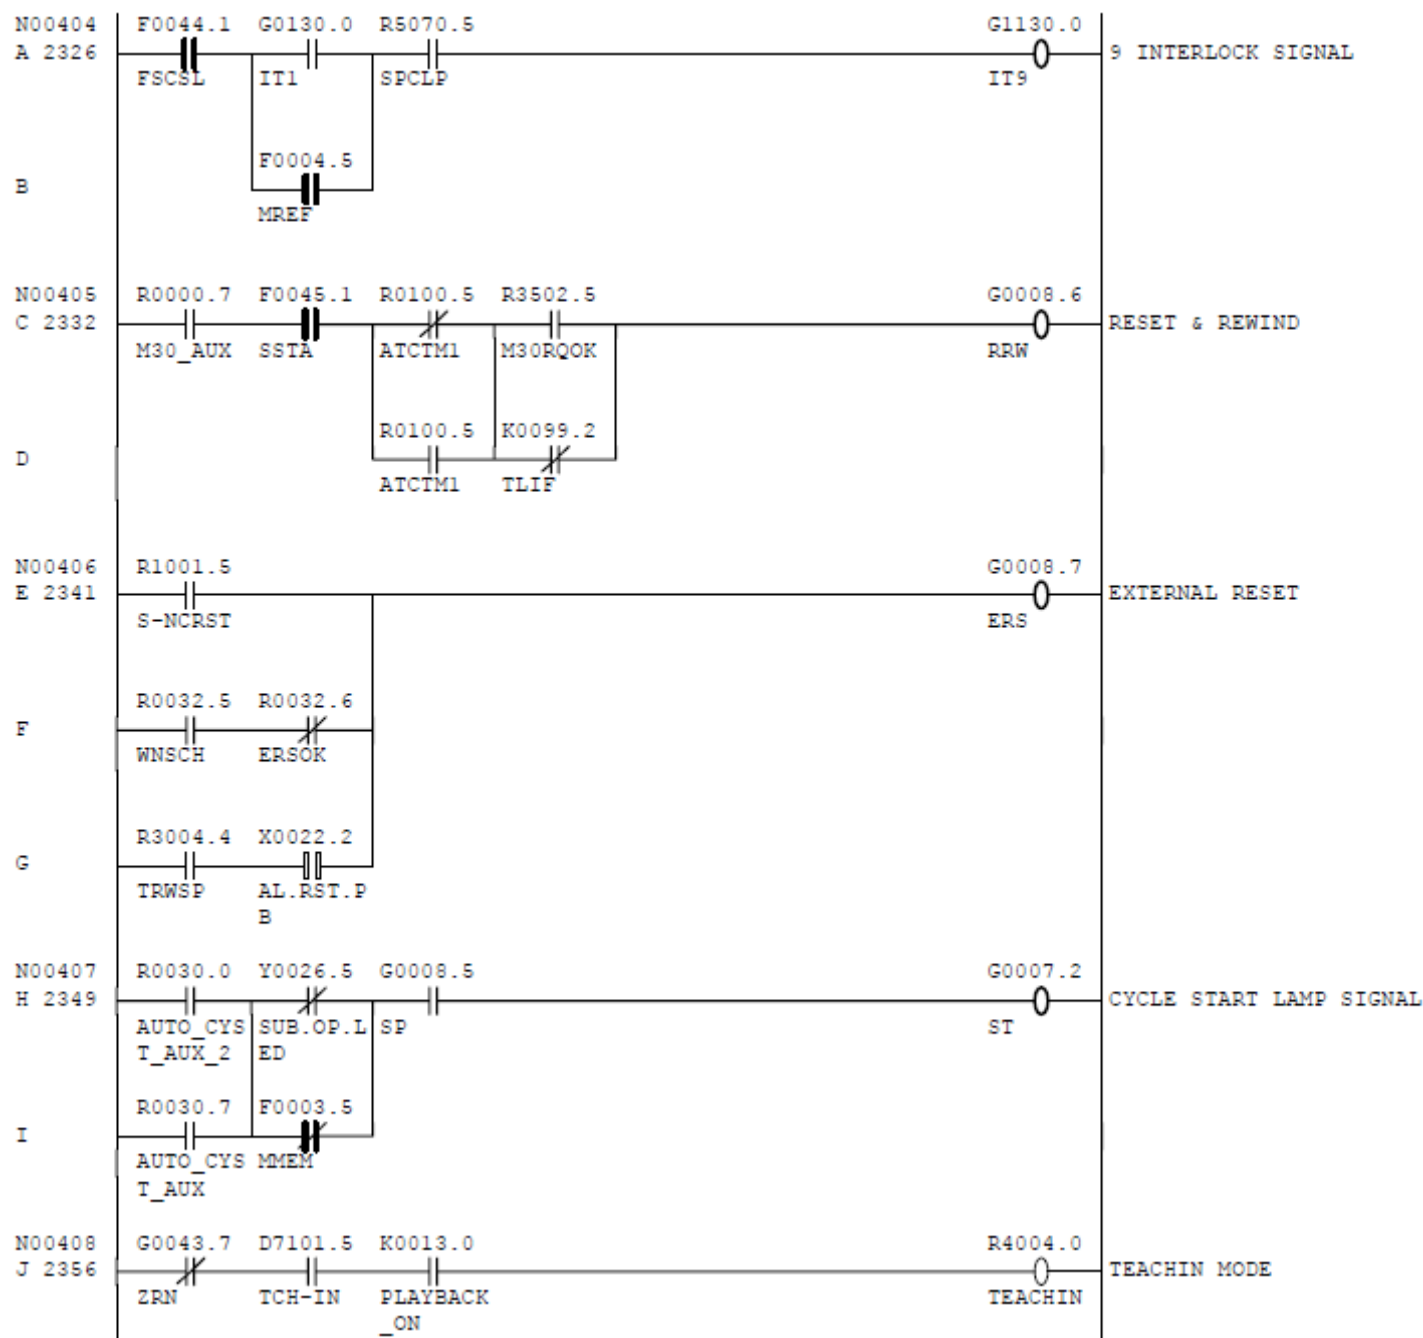 N00404 F0044.1 G0130.0 R5070.5 G1130.0
A 2326 9 INTERLOCK SIGNAL
FSCSL IT1 SPCLP IT9
F0004.5
B
MREF
N00405 R0000.7 F0045.1 R0100.5 R3502.5 G0008.6
C 2332 RESET & REWIND
M30_AUX SSTA ATCTM1 M30RQOK RRW
R0100.5 K0099.2
D
ATCTM1 TLIF
N00406 R1001.5 G0008.7
E 2341 EXTERNAL RESET
S-NCRST ERS
R0032.5 R0032.6
F
WNSCH ERSOK
R3004.4 X0022.2
G
TRWSP AL.RST.P
B
N00407 R0030.0 Y0026.5 G0008.5 G0007.2
H 2349 CYCLE START LAMP SIGNAL
AUTO_CYS SUB.OP.L SP ST
T_AUX_2 ED
R0030.7 F0003.5
I
AUTO_CYS MMEM
T_AUX
N00408 G0043.7 D7101.5 K0013.0 R4004.0
J 2356 TEACHIN MODE
ZRN TCH-IN PLAYBACK TEACHIN
_ON